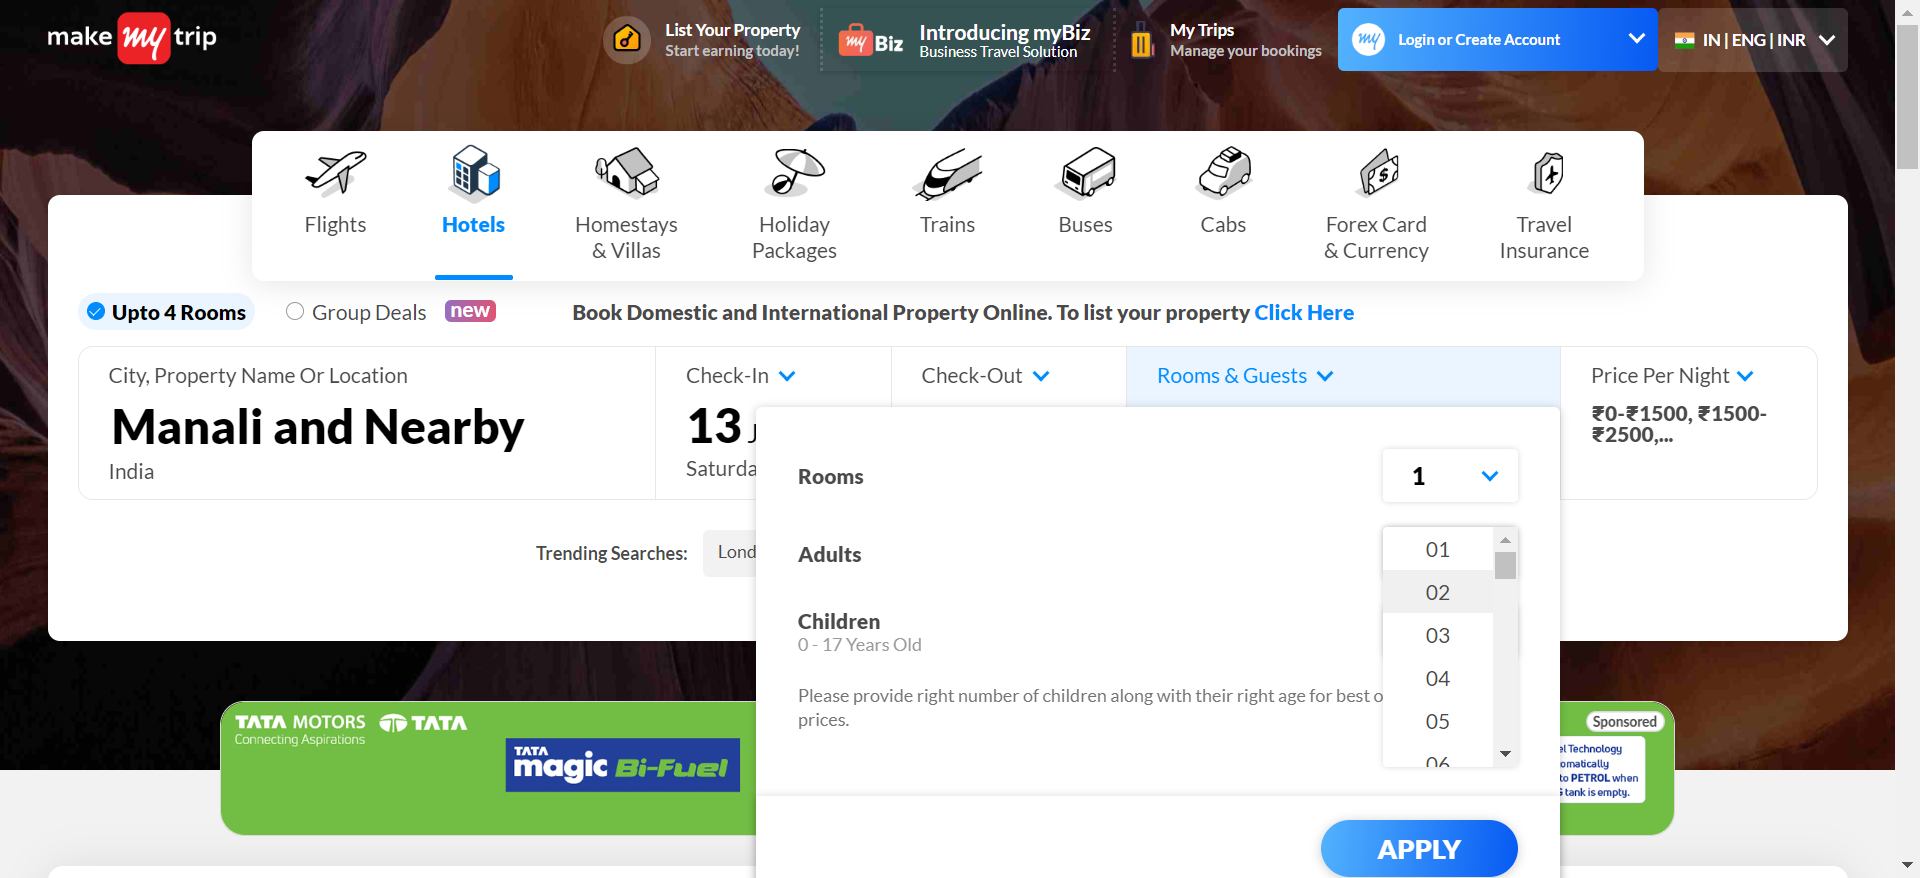 make my trip
List Your Property
Start earning today!
my Biz
Introducing myBiz
Business Travel Solution
My Trips
Manage your bookings
my
Login or Create Account
IN | ENG | INR
Flights
Hotels
Homestays
& Villas
Holiday
Packages
Trains
Buses
Cabs
Forex Card
& Currency
Travel
Insurance
Upto 4 Rooms
Group Deals
new
Book Domestic and International Property Online. To list your property Click Here
City, Property Name Or Location
Manali and Nearby
India
Check-In
13 J
Saturda
Check-Out
Rooms & Guests
Price Per Night
₹0-₹1500, ₹1500-
₹2500,...
Rooms
1
Adults
01
02
03
04
05
06
Children
0 - 17 Years Old
Please provide right number of children along with their right age for best o
prices.
APPLY
Trending Searches:
Lond
TATA MOTORS
Connecting Aspirations
TATA
TATA
magic Bi-Fuel
Sponsored
el Technology
omatically
to PETROL when
tank is empty.